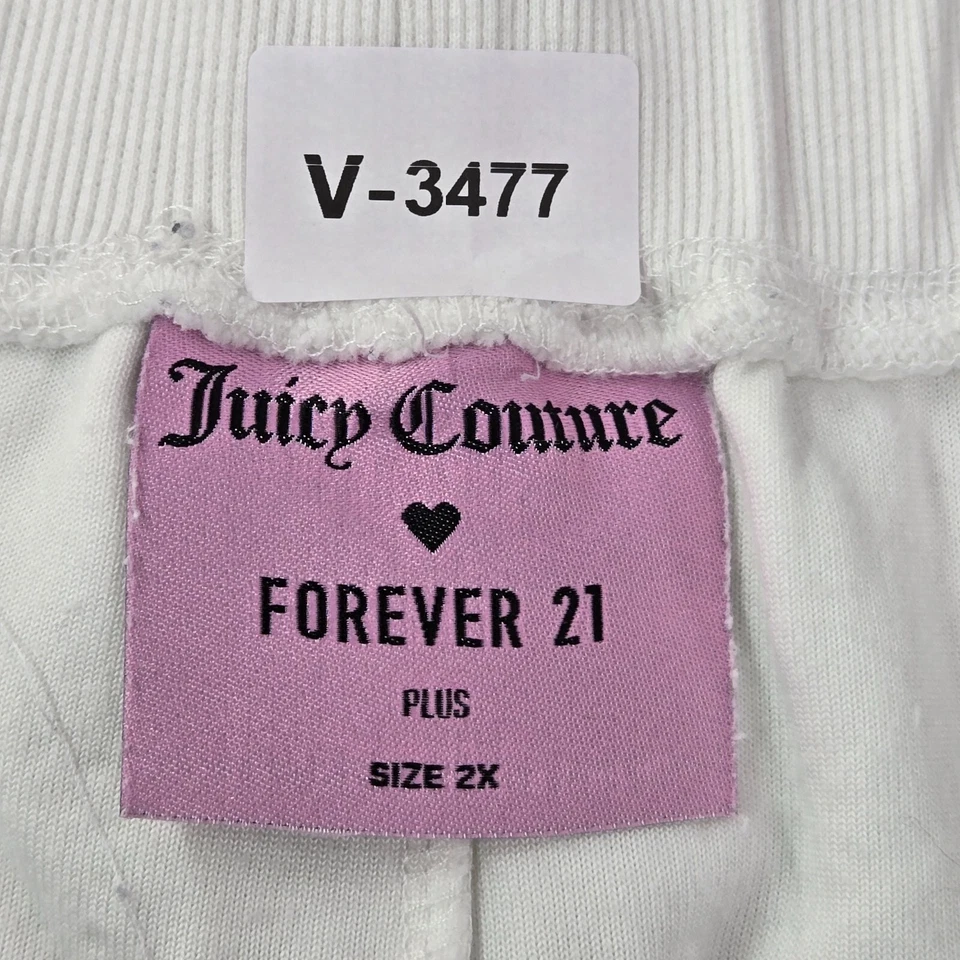 V-3477
Juicy Couture
FOREVER 21
PLUS
SIZE 2X